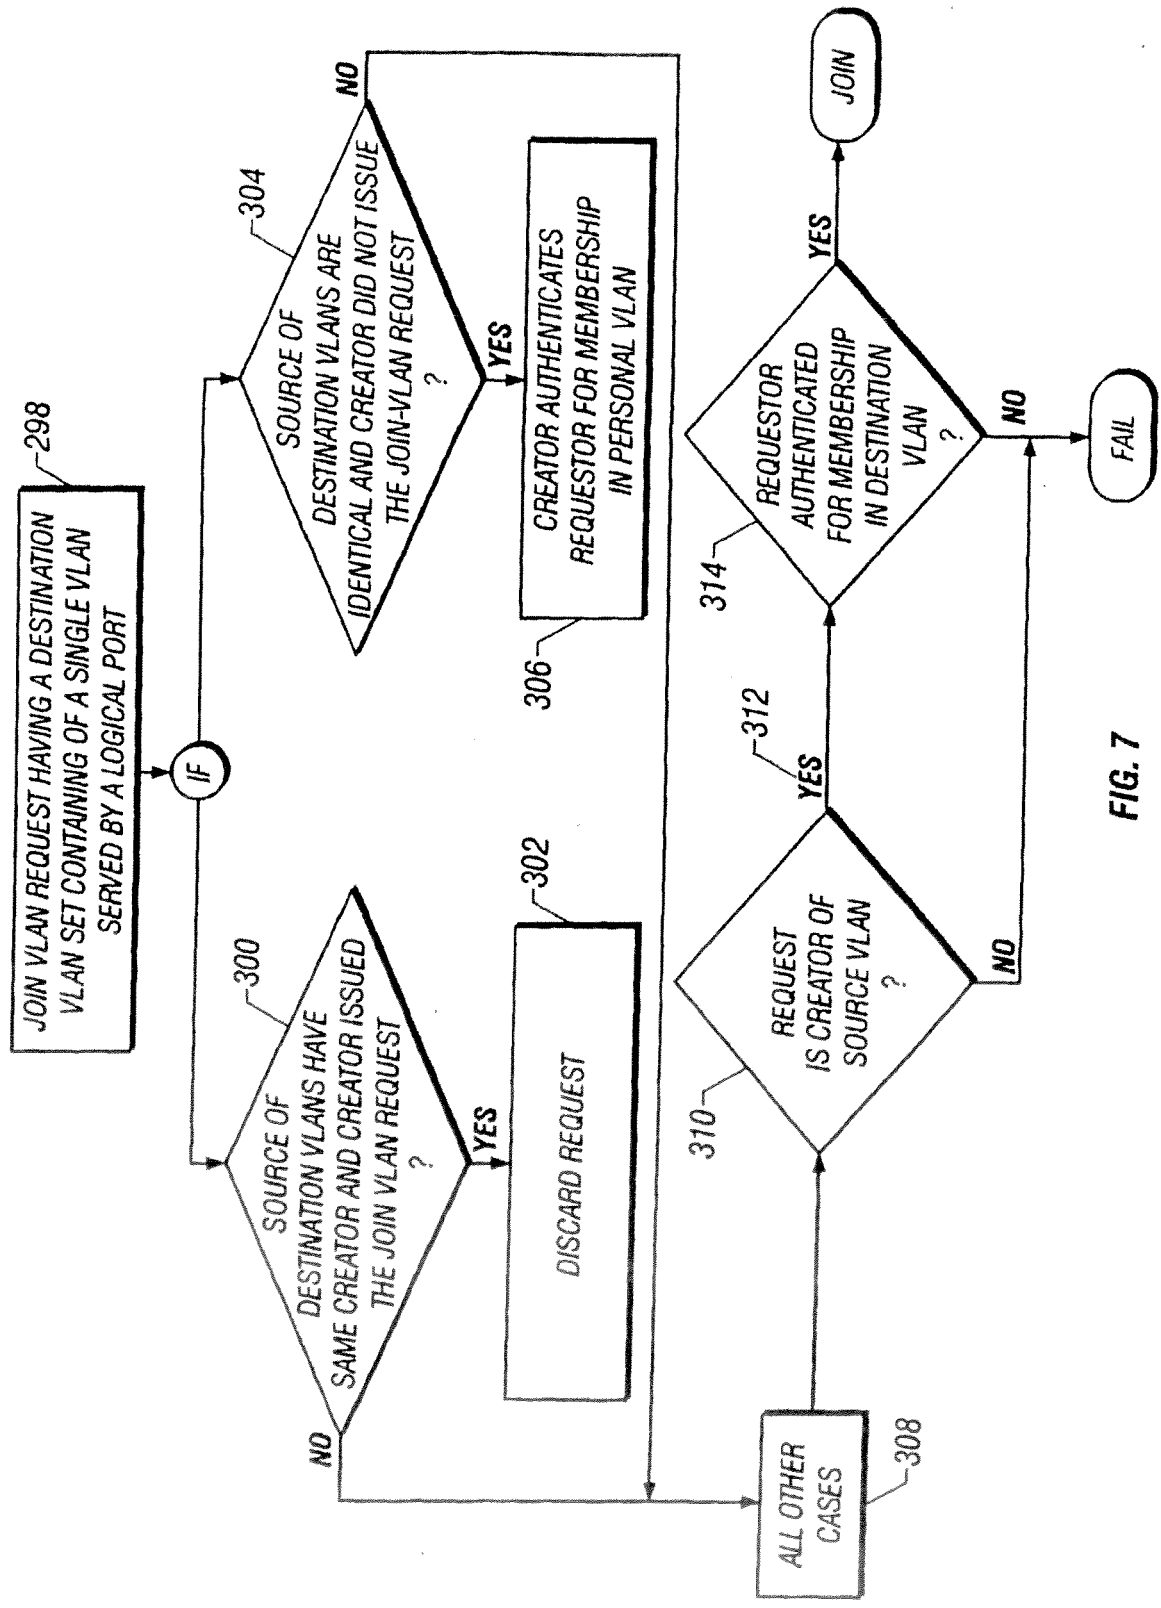 JOIN VLAN REQUEST HAVING A DESTINATION
VLAN SET CONTAINING OF A SINGLE VLAN
SERVED BY A LOGICAL PORT
298
IF
300
SOURCE OF
DESTINATION VLANS HAVE
SAME CREATOR AND CREATOR ISSUED
THE JOIN VLAN REQUEST
?
NO
YES
302
DISCARD REQUEST
304
SOURCE OF
DESTINATION VLANS ARE
IDENTICAL AND CREATOR DID NOT ISSUE
THE JOIN-VLAN REQUEST
?
NO
YES
306
CREATOR AUTHENTICATES
REQUESTOR FOR MEMBERSHIP
IN PERSONAL VLAN
ALL OTHER
CASES
308
310
REQUEST
IS CREATOR OF
SOURCE VLAN
?
YES
312
NO
314
REQUESTOR
AUTHENTICATED
FOR MEMBERSHIP
IN DESTINATION
VLAN
?
YES
JOIN
NO
FAIL
FIG. 7